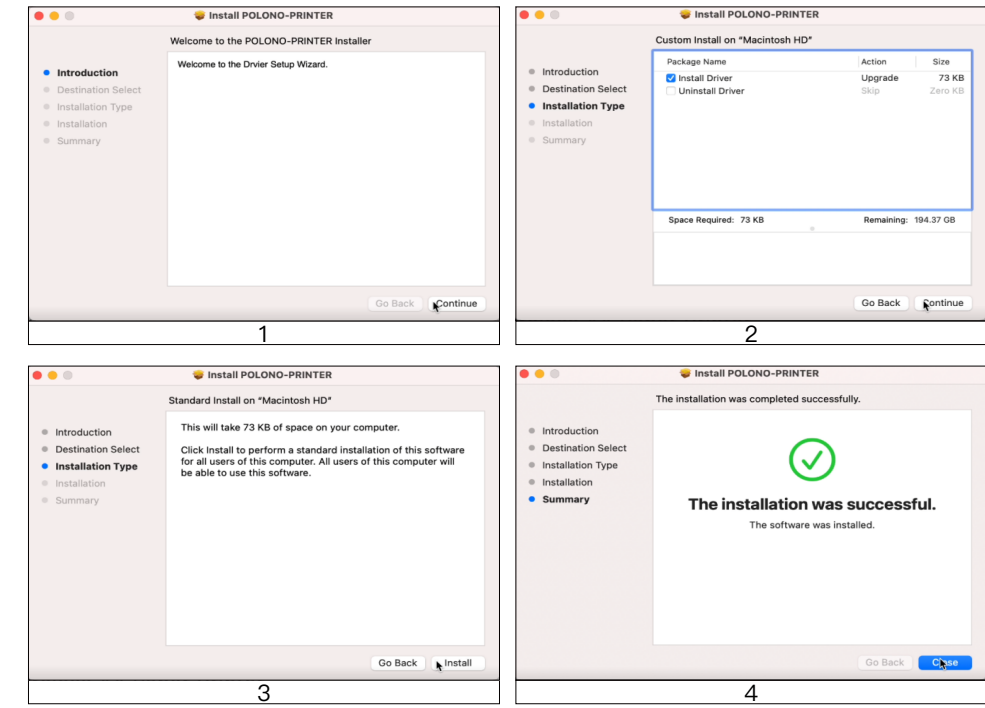 Install POLONO-PRINTER
Welcome to the POLONO-PRINTER Installer
Introduction
Destination Select
Installation Type
Installation
Summary
Welcome to the Drvier Setup Wizard.
Go Back Continue
1
Install POLONO-PRINTER
Custom Install on "Macintosh HD"
Introduction
Destination Select
Installation Type
Installation
Summary
Package Name Action Size
Install Driver Upgrade 73 KB
Uninstall Driver Skip Zero KB
Space Required: 73 KB Remaining: 194.37 GB
Go Back Continue
2
Install POLONO-PRINTER
Standard Install on "Macintosh HD"
Introduction
Destination Select
Installation Type
Installation
Summary
This will take 73 KB of space on your computer.
Click Install to perform a standard installation of this software
for all users of this computer. All users of this computer will
be able to use this software.
Go Back Install
3
Install POLONO-PRINTER
The installation was completed successfully.
Introduction
Destination Select
Installation Type
Installation
Summary
The installation was successful.
The software was installed.
Go Back Close
4